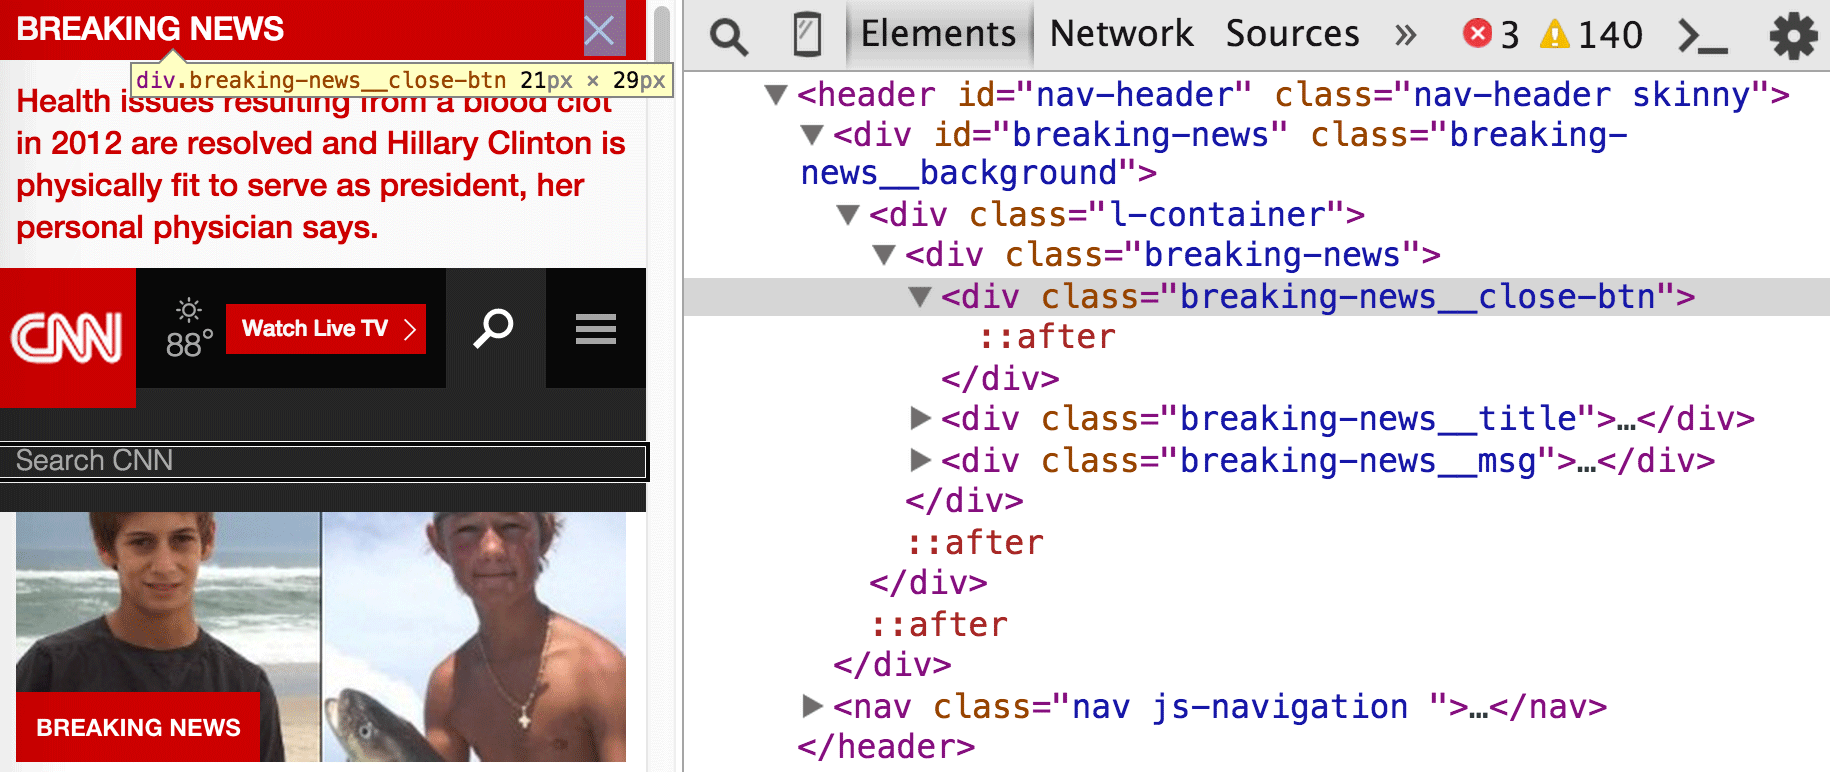 BREAKING NEWS
div.breaking-news__close-btn 21px × 29px
Health issues resulting from a blood clot
in 2012 are resolved and Hillary Clinton is
physically fit to serve as president, her
personal physician says.
CNN
88°
Watch Live TV
Search CNN
BREAKING NEWS
Elements Network Sources » 3 140
<header id="nav-header" class="nav-header skinny">
<div id="breaking-news" class="breaking-
news__background">
<div class="l-container">
<div class="breaking-news">
<div class="breaking-news__close-btn">
::after
</div>
<div class="breaking-news__title">…</div>
<div class="breaking-news__msg">…</div>
</div>
::after
</div>
::after
</div>
<nav class="nav js-navigation ">…</nav>
</header>